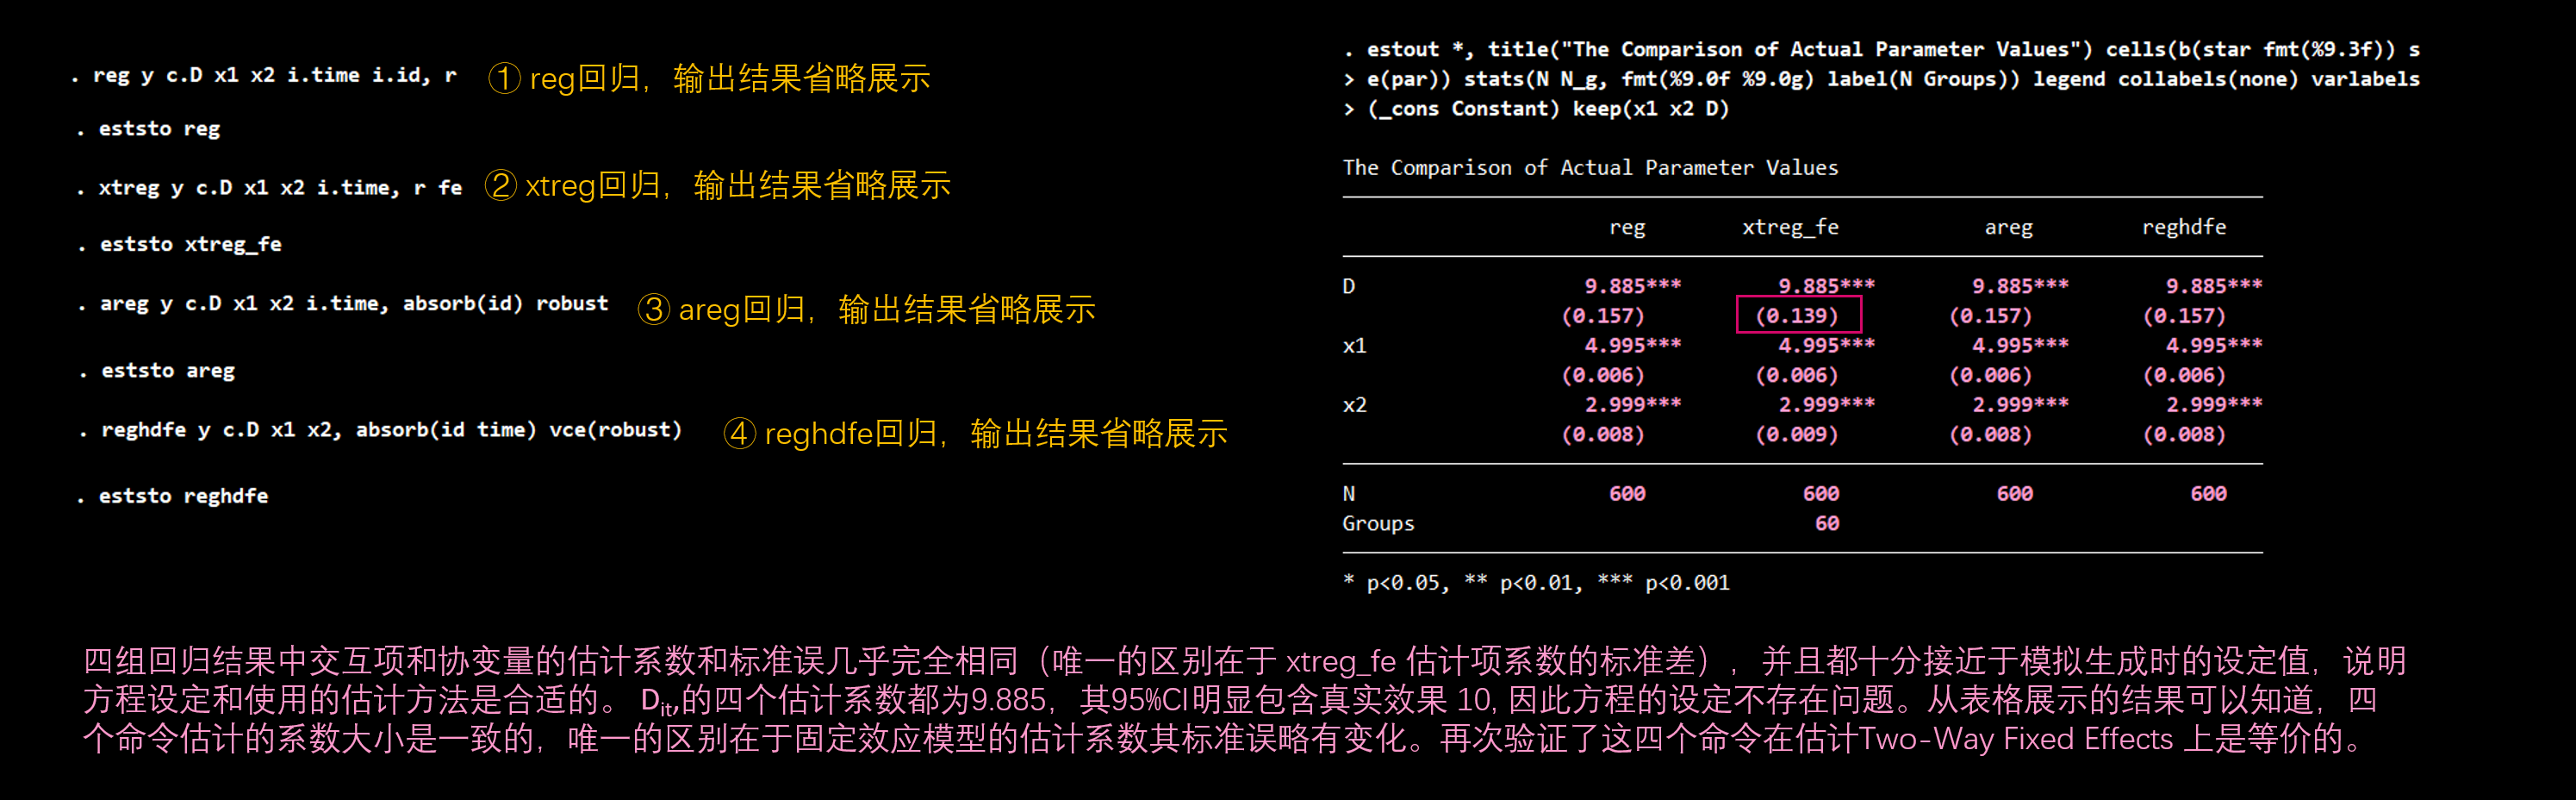 . reg y c.D x1 x2 i.time i.id, r ① reg回归，输出结果省略展示
. eststo reg
. xtreg y c.D x1 x2 i.time, r fe ② xtreg回归，输出结果省略展示
. eststo xtreg_fe
. areg y c.D x1 x2 i.time, absorb(id) robust ③ areg回归，输出结果省略展示
. eststo areg
. reghdfe y c.D x1 x2, absorb(id time) vce(robust) ④ reghdfe回归，输出结果省略展示
. eststo reghdfe
. estout *, title("The Comparison of Actual Parameter Values") cells(b(star fmt(%9.3f)) s
> e(par)) stats(N N_g, fmt(%9.0f %9.0g) label(N Groups)) legend collabels(none) varlabels
> (_cons Constant) keep(x1 x2 D)
The Comparison of Actual Parameter Values
reg xtreg_fe areg reghdfe
D 9.885*** 9.885*** 9.885*** 9.885***
(0.157) (0.139) (0.157) (0.157)
x1 4.995*** 4.995*** 4.995*** 4.995***
(0.006) (0.006) (0.006) (0.006)
x2 2.999*** 2.999*** 2.999*** 2.999***
(0.008) (0.009) (0.008) (0.008)
N 600 600 600 600
Groups 60
* p<0.05, ** p<0.01, *** p<0.001
四组回归结果中交互项和协变量的估计系数和标准误几乎完全相同（唯一的区别在于 xtreg_fe 估计项系数的标准差），并且都十分接近于模拟生成时的设定值，说明
方程设定和使用的估计方法是合适的。 Dit,的四个估计系数都为9.885，其95%CI明显包含真实效果 10, 因此方程的设定不存在问题。从表格展示的结果可以知道，四
个命令估计的系数大小是一致的，唯一的区别在于固定效应模型的估计系数其标准误略有变化。再次验证了这四个命令在估计Two-Way Fixed Effects 上是等价的。